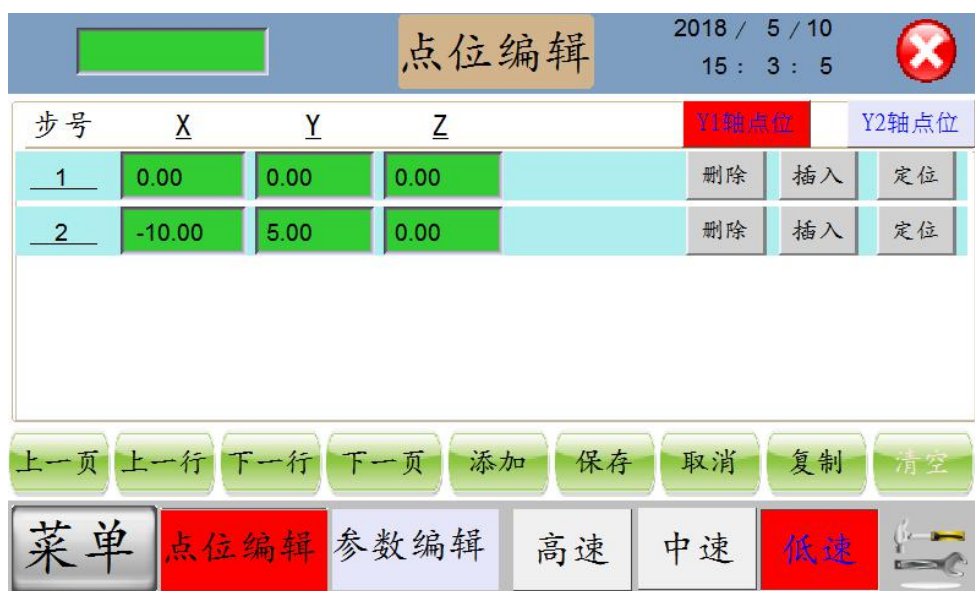 点位编辑
2018 / 5 / 10
15 : 3 : 5
步号 X Y Z Y1轴点位 Y2轴点位
1 0.00 0.00 0.00 删除 插入 定位
2 -10.00 5.00 0.00 删除 插入 定位
上一页 上一行 下一行 下一页 添加 保存 取消 复制 清空
菜单 点位编辑 参数编辑 高速 中速 低速